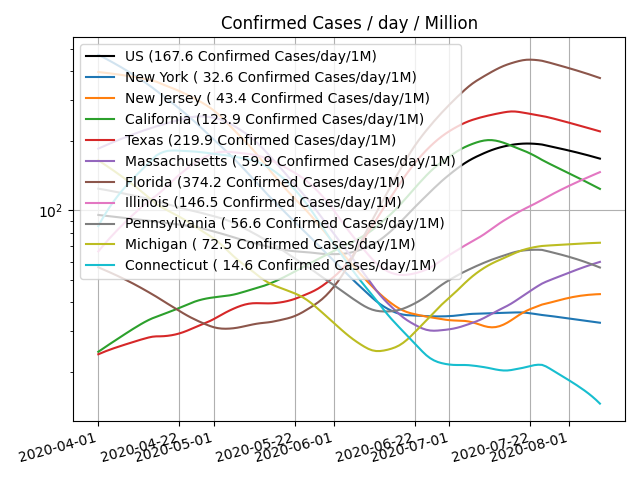 Confirmed Cases / day / Million
US (167.6 Confirmed Cases/day/1M)
New York ( 32.6 Confirmed Cases/day/1M)
New Jersey ( 43.4 Confirmed Cases/day/1M)
California (123.9 Confirmed Cases/day/1M)
Texas (219.9 Confirmed Cases/day/1M)
Massachusetts ( 59.9 Confirmed Cases/day/1M)
Florida (374.2 Confirmed Cases/day/1M)
Illinois (146.5 Confirmed Cases/day/1M)
Pennsylvania ( 56.6 Confirmed Cases/day/1M)
Michigan ( 72.5 Confirmed Cases/day/1M)
Connecticut ( 14.6 Confirmed Cases/day/1M)
10²
2020-04-01
2020-04-22
2020-05-01
2020-05-22
2020-06-01
2020-06-22
2020-07-01
2020-07-22
2020-08-01